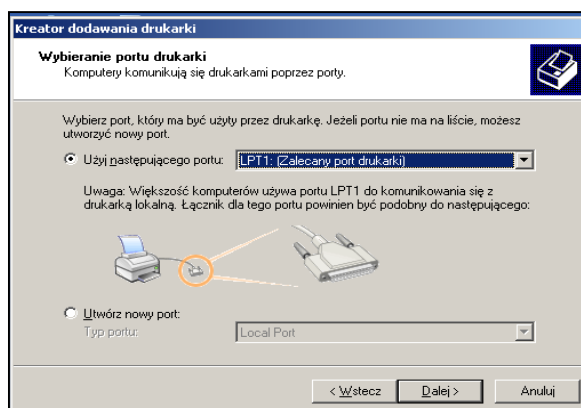 Kreator dodawania drukarki
Wybieranie portu drukarki
Komputery komunikują się drukarkami poprzez porty.
Wybierz port, który ma być użyty przez drukarkę. Jeżeli portu nie ma na liście, możesz
utworzyć nowy port.
Użyj następującego portu: LPT1: (Zalecany port drukarki)
Uwaga: Większość komputerów używa portu LPT1 do komunikowania się z
drukarką lokalną. Łącznik dla tego portu powinien być podobny do następującego:
Utwórz nowy port:
Typ portu: Local Port
< Wstecz Dalej > Anuluj